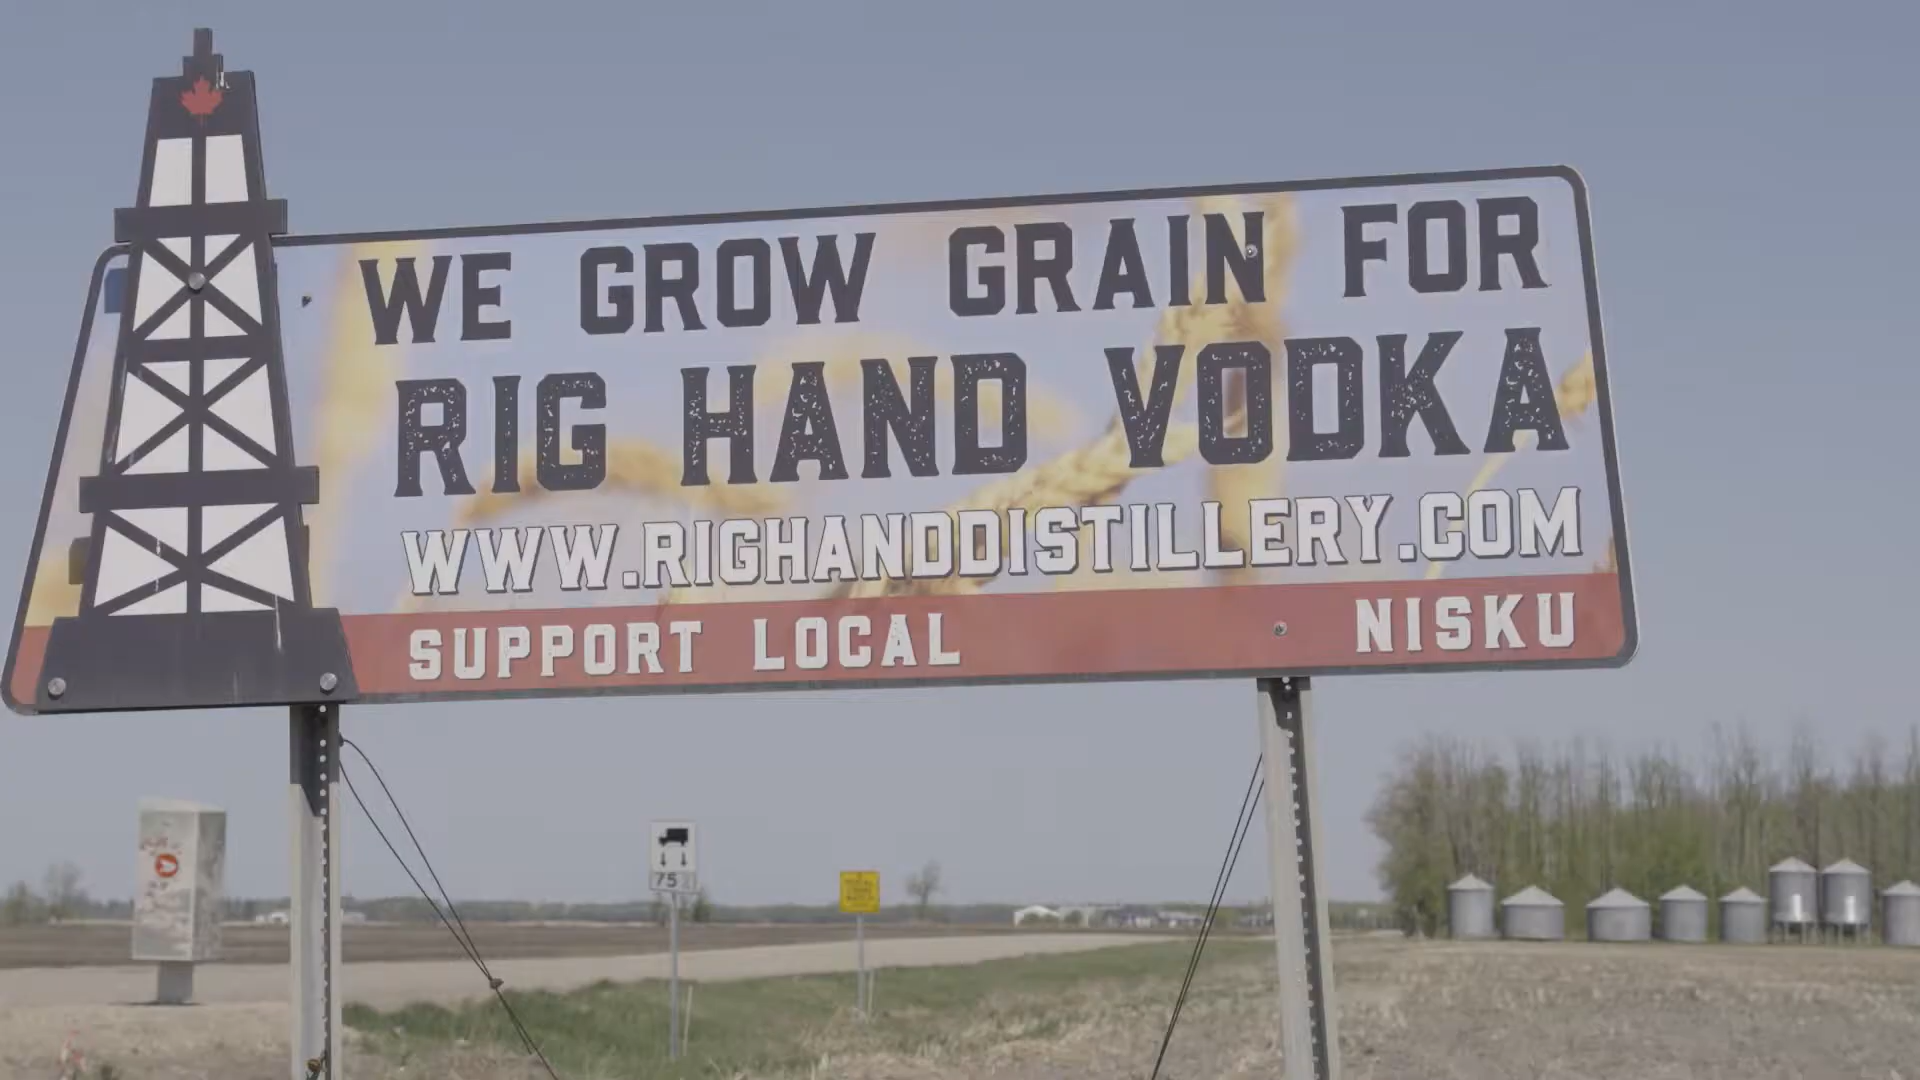 WE GROW GRAIN FOR
RIG HAND VODKA
WWW.RIGHANDDISTILLERY.COM
SUPPORT LOCAL NISKU
75%